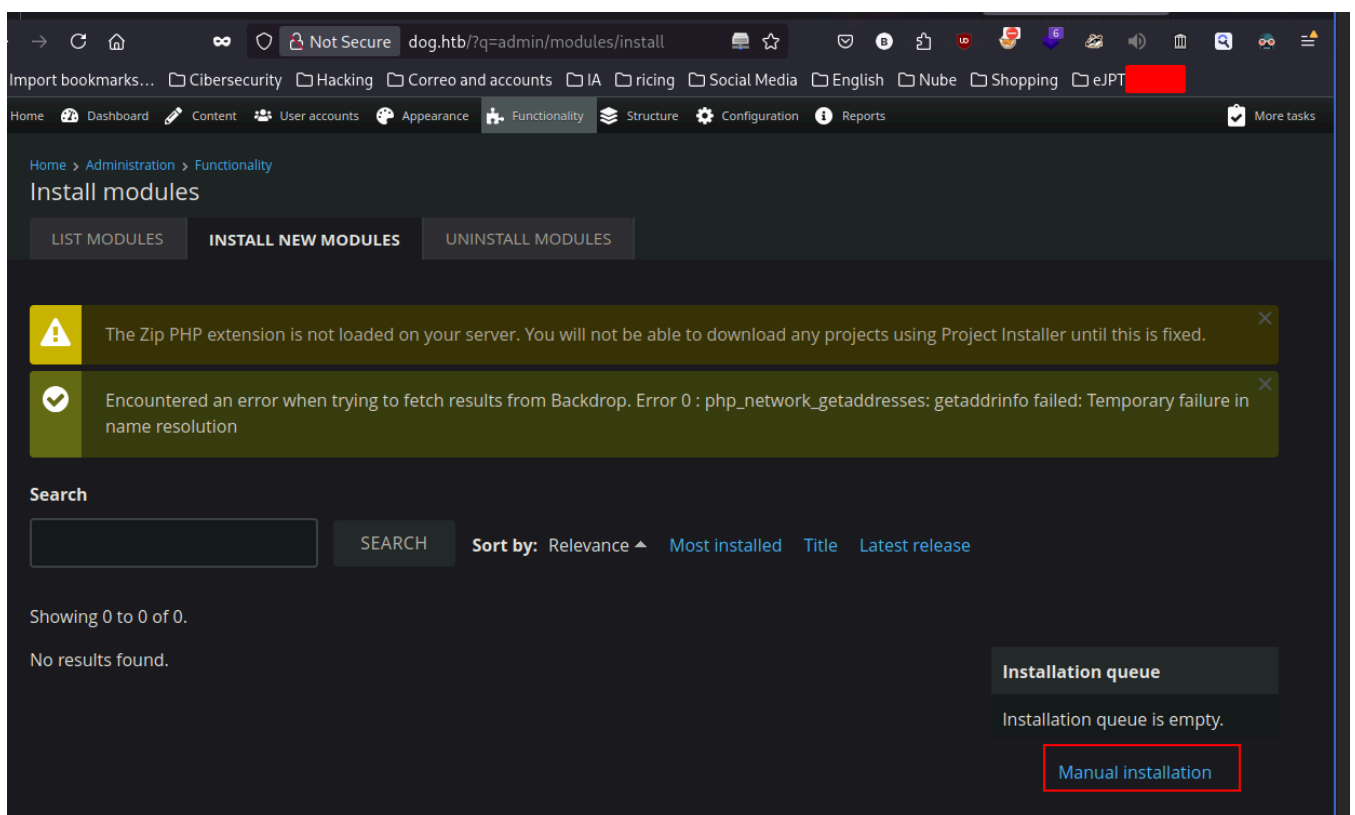 Not Secure dog.htb/?q=admin/modules/install
6
Import bookmarks... Cibersecurity Hacking Correo and accounts IA ricing Social Media English Nube Shopping eJPT
Home Dashboard Content User accounts Appearance Functionality Structure Configuration Reports More tasks
Home > Administration > Functionality
Install modules
LIST MODULES INSTALL NEW MODULES UNINSTALL MODULES
The Zip PHP extension is not loaded on your server. You will not be able to download any projects using Project Installer until this is fixed.
Encountered an error when trying to fetch results from Backdrop. Error 0 : php_network_getaddresses: getaddrinfo failed: Temporary failure in
name resolution
Search
SEARCH Sort by: Relevance Most installed Title Latest release
Showing 0 to 0 of 0.
No results found.
Installation queue
Installation queue is empty.
Manual installation